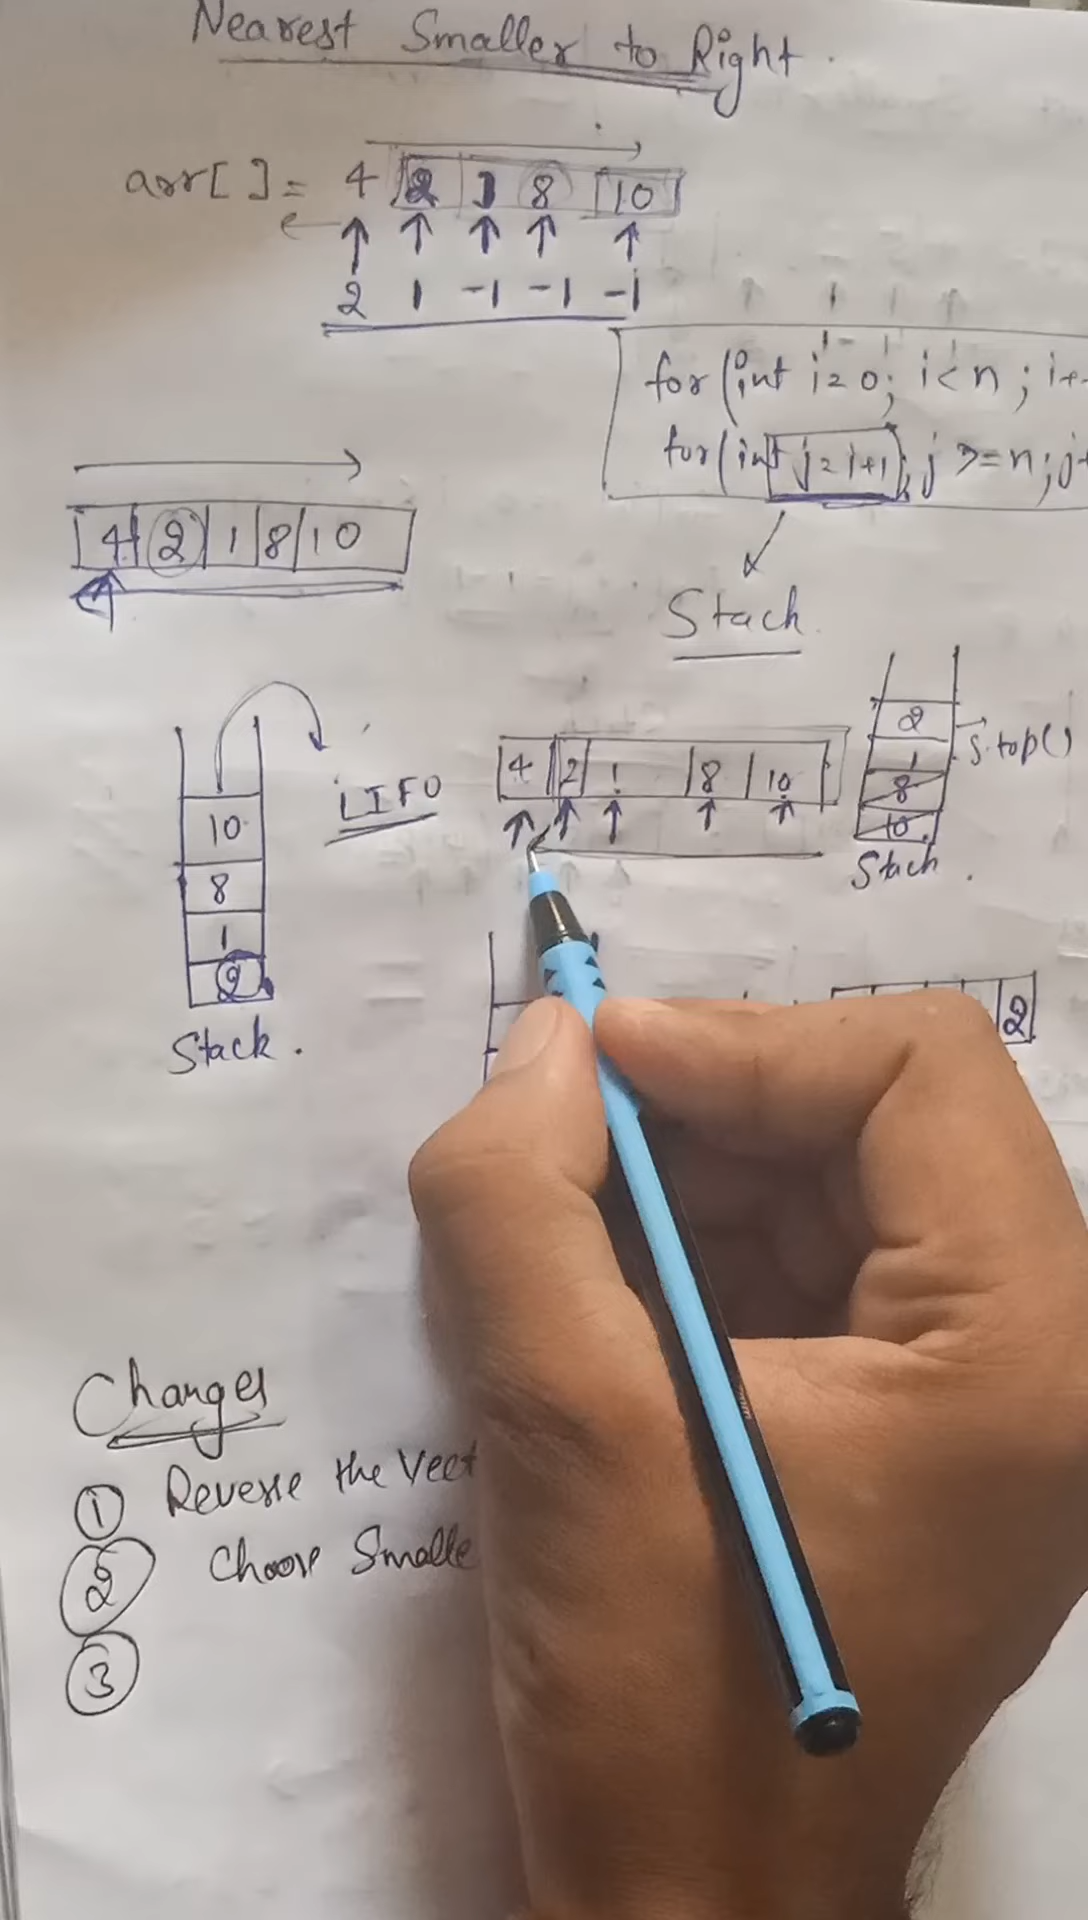 Nearest Smaller to Right.
arr[ ] = 4 2 1 8 10
2 1 -1 -1 -1
for (int i=0; i<n; i+
for (int j=i+1; j>=n; j+
4 2 1 8 10
Stack
10
8
1
2
Stack.
LIFO
4 2 1 8 10
2
1
8
10
Stack.
S.top()
2
Changes
① Reverse the Vect
② Choose Smalle
③